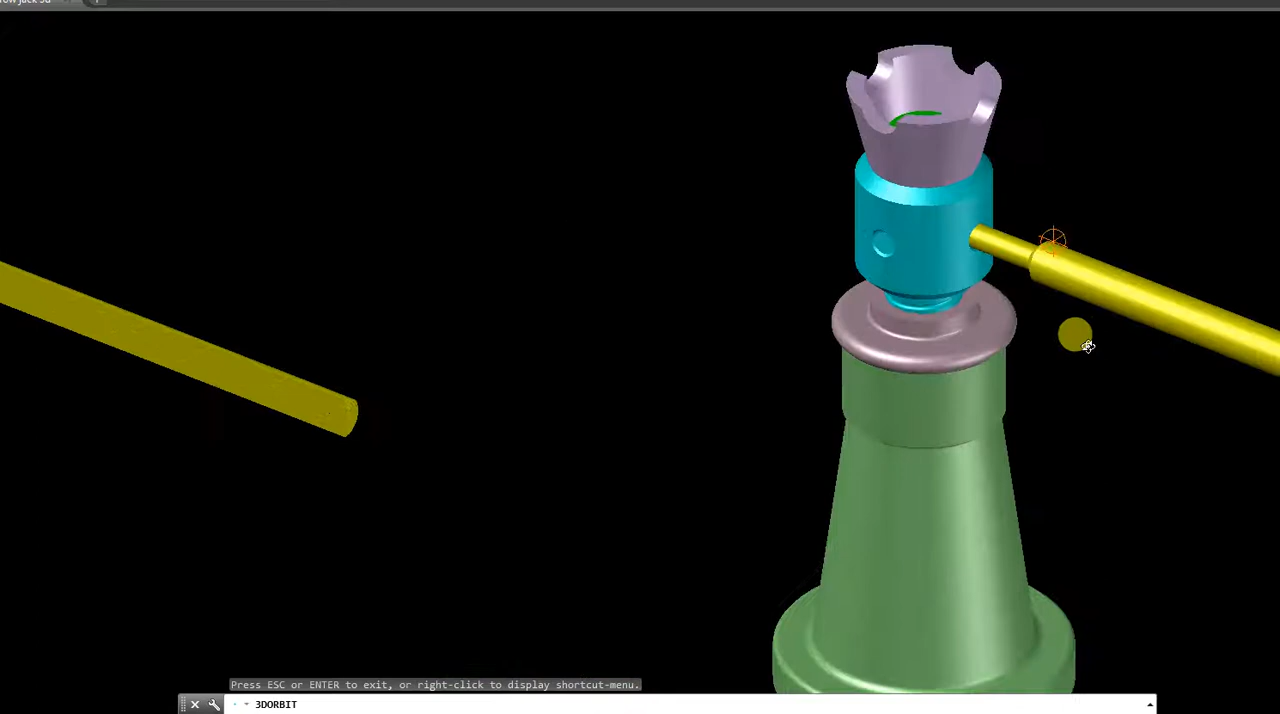 Press ESC or ENTER to exit, or right-click to display shortcut-menu.
3DORBIT